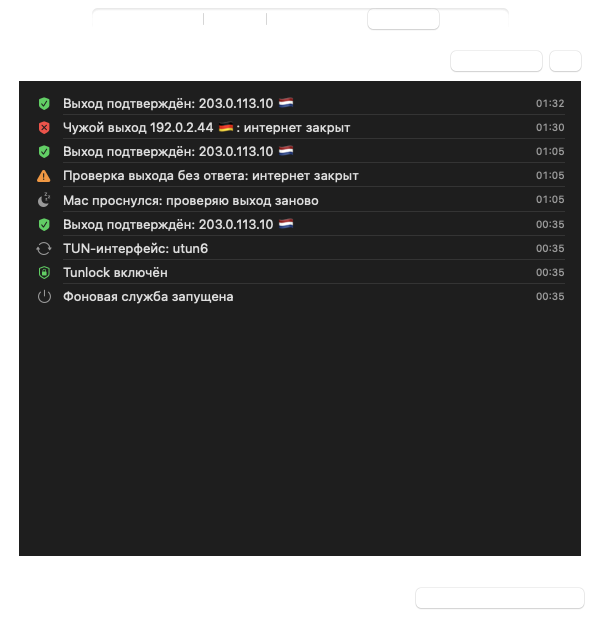 Выход подтверждён: 203.0.113.10 🇳🇱 01:32
Чужой выход 192.0.2.44 🇩🇪 : интернет закрыт 01:30
Выход подтверждён: 203.0.113.10 🇳🇱 01:05
Проверка выхода без ответа: интернет закрыт 01:05
Mac проснулся: проверяю выход заново 01:05
Выход подтверждён: 203.0.113.10 🇳🇱 00:35
TUN-интерфейс: utun6 00:35
Tunlock включён 00:35
Фоновая служба запущена 00:35